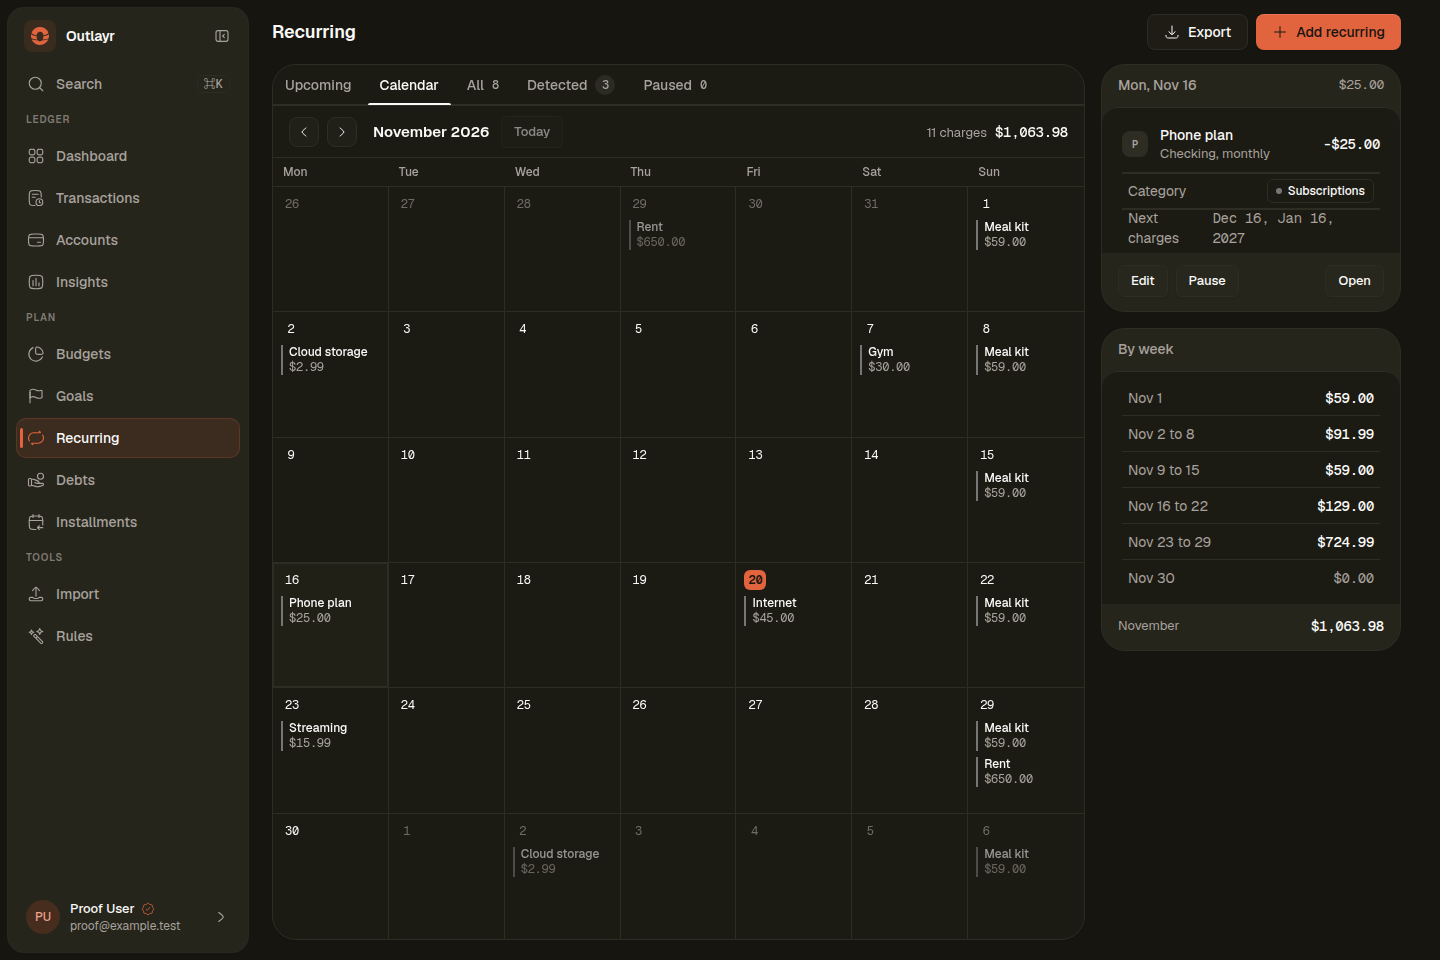 Outlayr
Search ⌘K
LEDGER
Dashboard
Transactions
Accounts
Insights
PLAN
Budgets
Goals
Recurring
Debts
Installments
TOOLS
Import
Rules
PU
Proof User
proof@example.test
Recurring
Export
Add recurring
Upcoming Calendar All 8 Detected 3 Paused 0
November 2026 Today 11 charges $1,063.98
Mon Tue Wed Thu Fri Sat Sun
26 27 28 29 30 31 1
Rent Meal kit
$650.00 $59.00
2 3 4 5 6 7 8
Cloud storage Gym Meal kit
$2.99 $30.00 $59.00
9 10 11 12 13 14 15
Meal kit
$59.00
16 17 18 19 20 21 22
Phone plan Internet Meal kit
$25.00 $45.00 $59.00
23 24 25 26 27 28 29
Streaming Meal kit
$15.99 $59.00
Rent
$650.00
30 1 2 3 4 5 6
Cloud storage Meal kit
$2.99 $59.00
Mon, Nov 16 $25.00
P
Phone plan -$25.00
Checking, monthly
Category Subscriptions
Next charges Dec 16, Jan 16, 2027
Edit Pause Open
By week
Nov 1 $59.00
Nov 2 to 8 $91.99
Nov 9 to 15 $59.00
Nov 16 to 22 $129.00
Nov 23 to 29 $724.99
Nov 30 $0.00
November $1,063.98